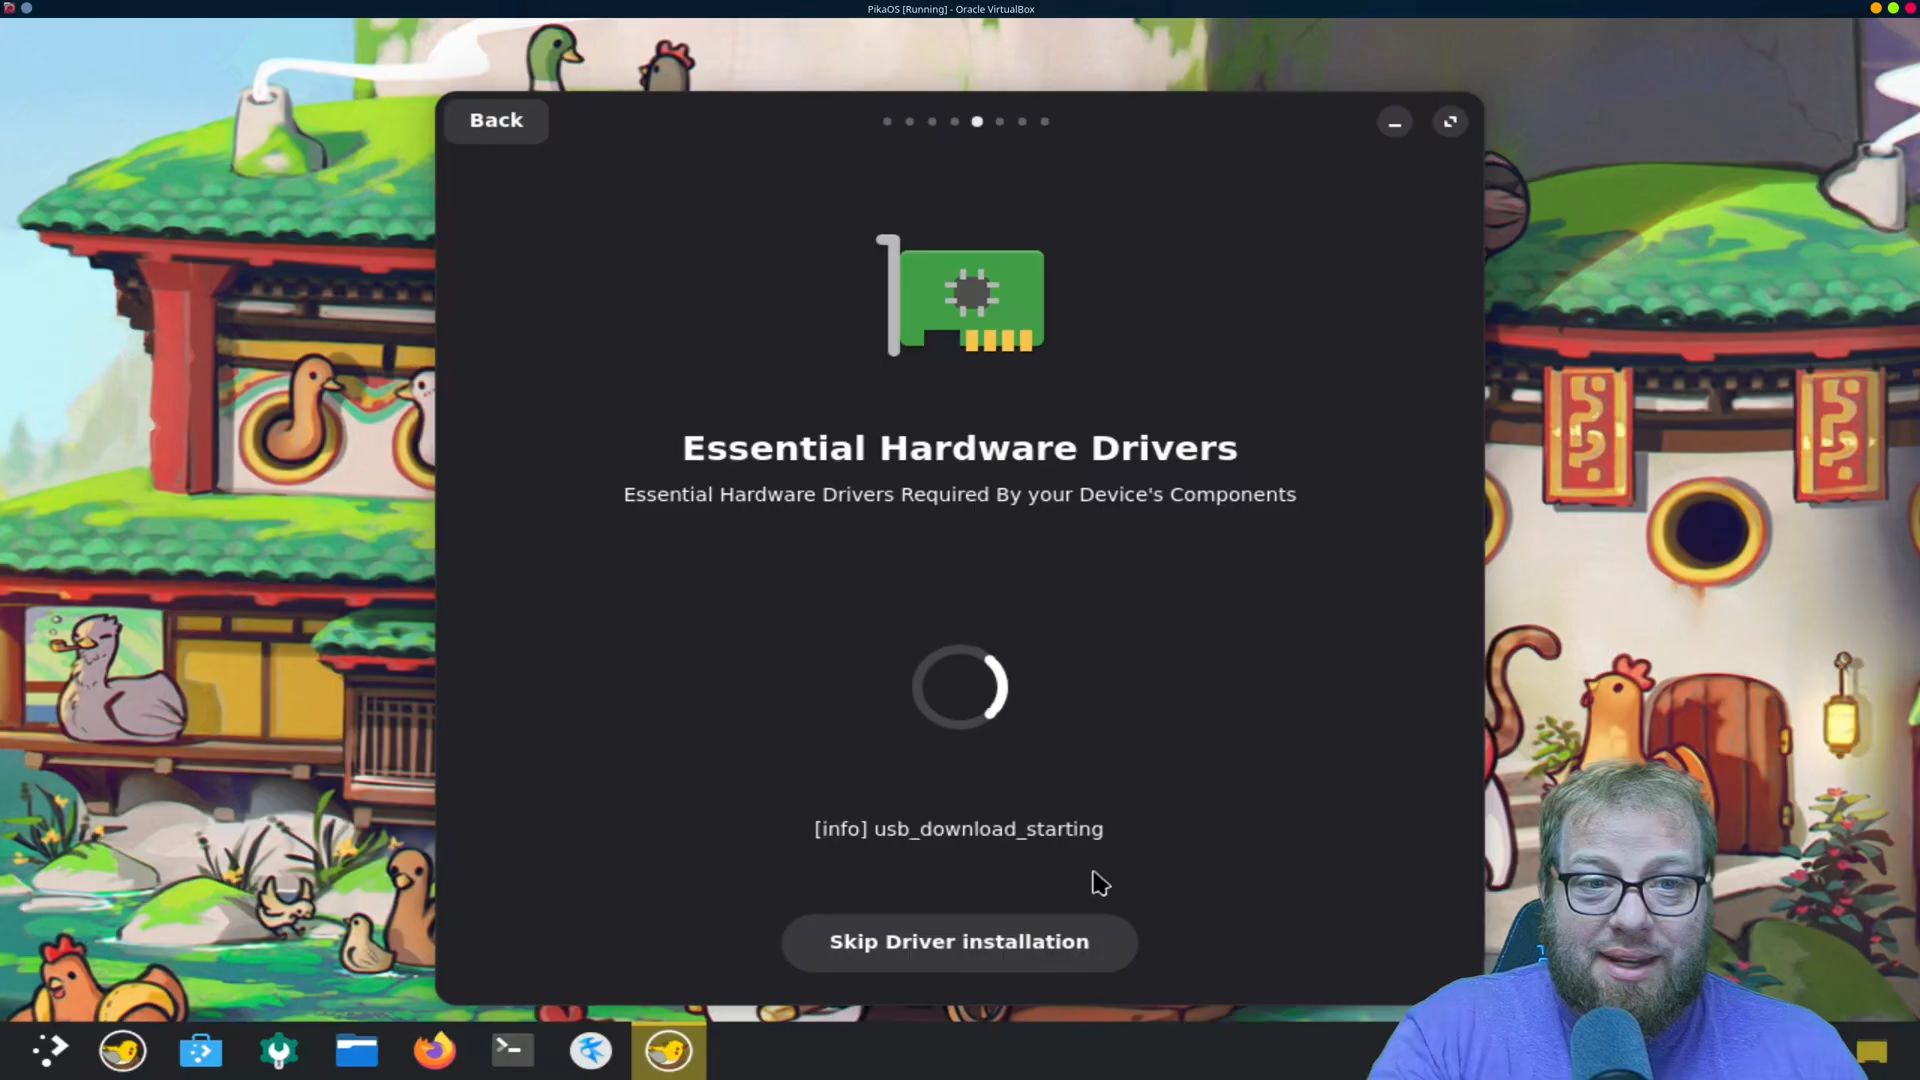 PikaOS [Running] - Oracle VirtualBox
Back
Essential Hardware Drivers
Essential Hardware Drivers Required By your Device's Components
[info] usb_download_starting
Skip Driver installation